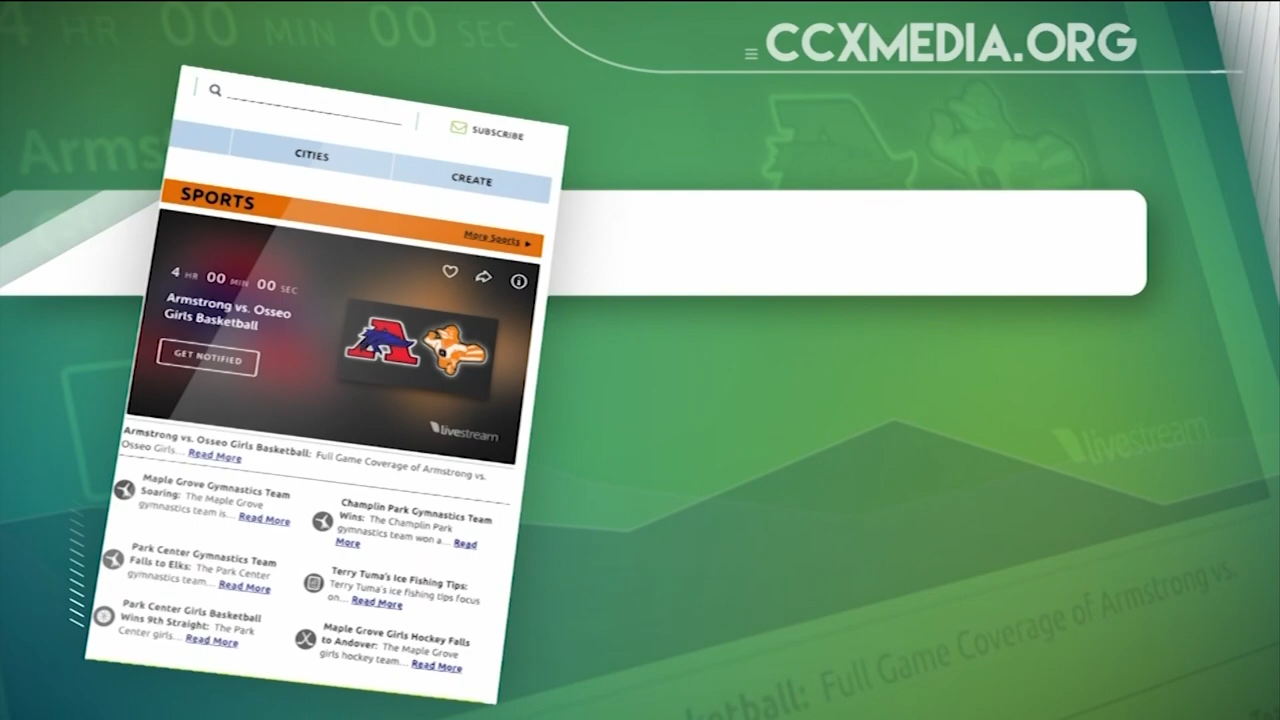 4 HR 00 MIN 00 SEC
CCXMEDIA.ORG
Arms
SUBSCRIBE
CITIES
CREATE
SPORTS
More Sports
4 HR 00 MIN 00 SEC
Armstrong vs. Osseo
Girls Basketball
GET NOTIFIED
A
livestream
Armstrong vs. Osseo Girls Basketball: Full Game Coverage of Armstrong vs.
Osseo Girls... Read More
Maple Grove Gymnastics Team
Soaring: The Maple Grove
gymnastics team is... Read More
Champlin Park Gymnastics Team
Wins: The Champlin Park
gymnastics team won a... Read
More
Park Center Gymnastics Team
Falls to Elks: The Park Center
gymnastics team... Read More
Terry Tuma's Ice Fishing Tips:
Terry Tuma's ice fishing tips focus
on... Read More
Park Center Girls Basketball
Wins 9th Straight: The Park
Center girls... Read More
Maple Grove Girls Hockey Falls
to Andover: The Maple Grove
girls hockey team... Read More
livestream
ketball: Full Game Coverage of Armstrong vs.